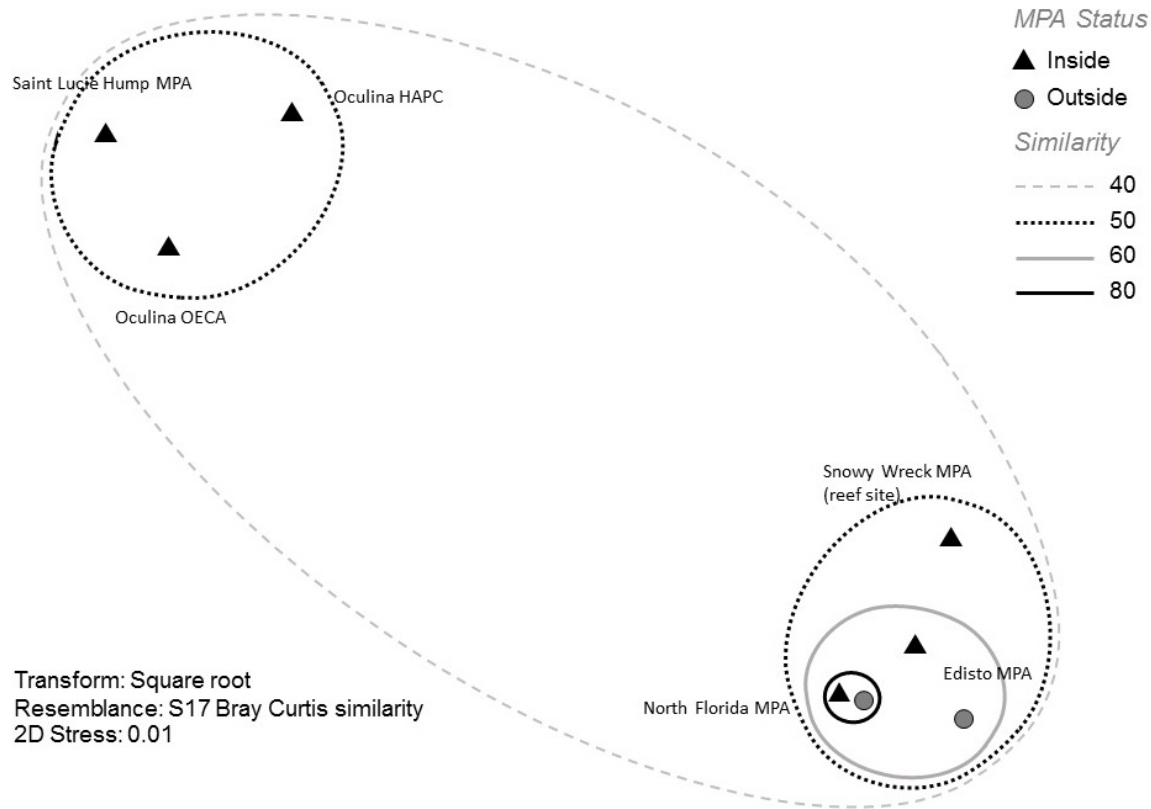 MPA Status
Inside
Outside
Similarity
40
50
60
80
Saint Lucie Hump MPA
Oculina HAPC
Oculina OECA
Snowy Wreck MPA
(reef site)
Edisto MPA
North Florida MPA
Transform: Square root
Resemblance: S17 Bray Curtis similarity
2D Stress: 0.01